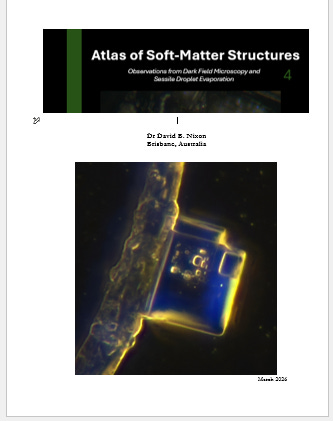 Atlas of Soft-Matter Structures
Observations from Dark Field Microscopy and
Sessile Droplet Evaporation
4
Dr David E. Nixon
Brisbane, Australia
March 2026